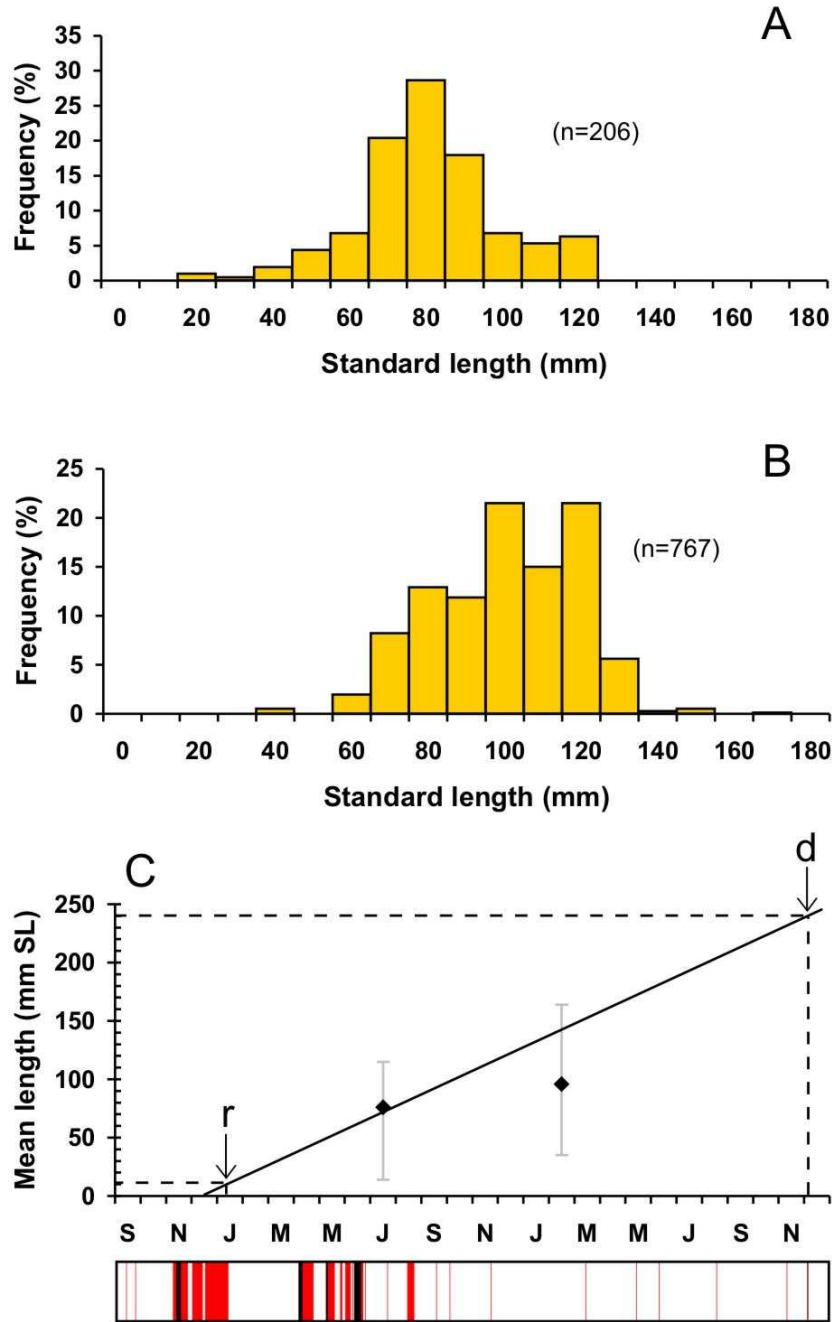 A
Frequency (%)
35
30
25
20
15
10
5
0
(n=206)
0 20 40 60 80 100 120 140 160 180
Standard length (mm)
B
Frequency (%)
25
20
15
10
5
0
(n=767)
0 20 40 60 80 100 120 140 160 180
Standard length (mm)
C
d
Mean length (mm SL)
250
200
150
100
50
0
r
S N J M M J S N J M M J S N